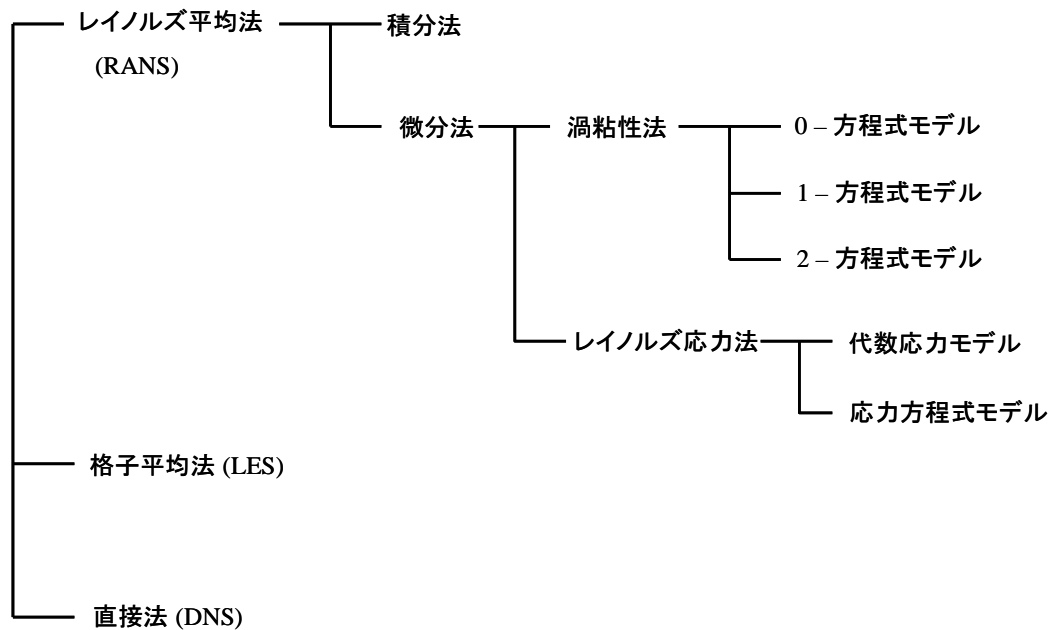 レイノルズ平均法
(RANS)
積分法
微分法
渦粘性法
0 – 方程式モデル
1 – 方程式モデル
2 – 方程式モデル
レイノルズ応力法
代数応力モデル
応力方程式モデル
格子平均法 (LES)
直接法 (DNS)